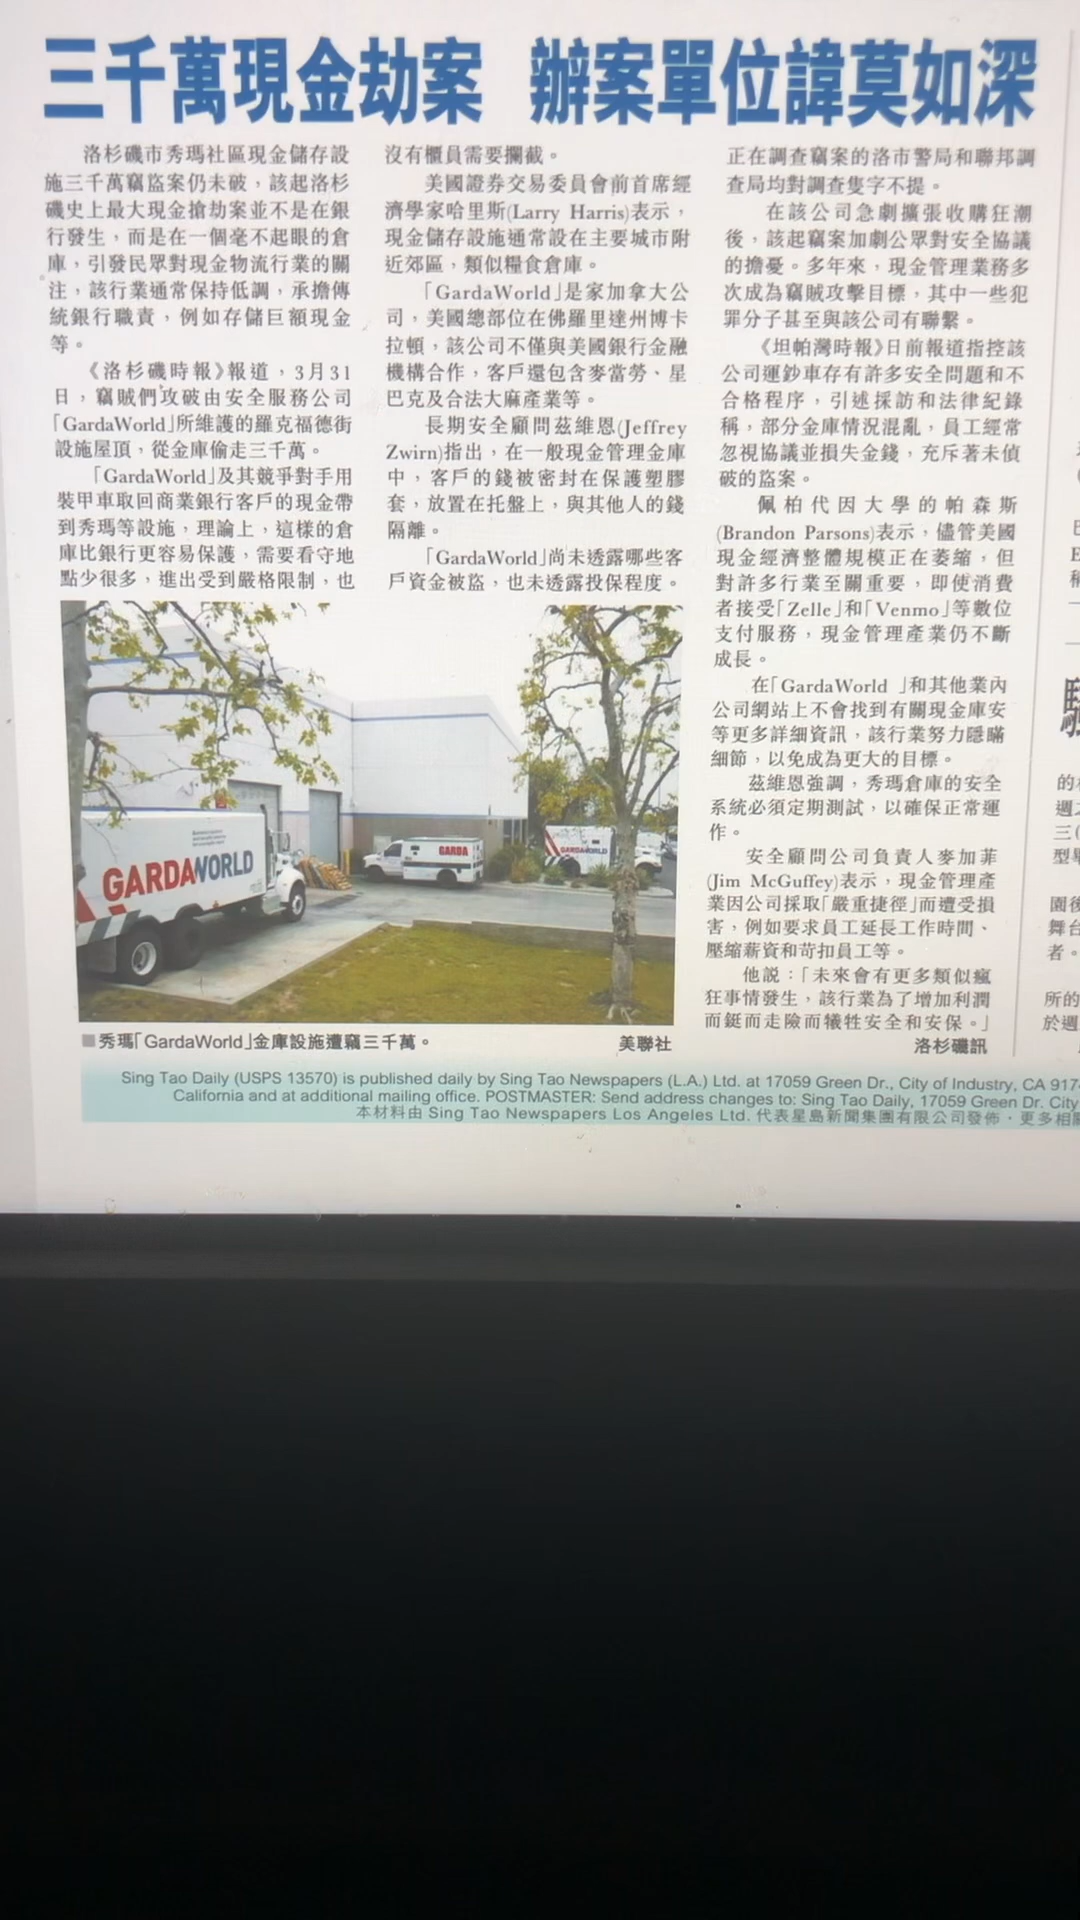 三千萬現金劫案 辦案單位諱莫如深
洛杉磯市秀瑪社區現金儲存設
施三千萬竊盜案仍未破，該起洛杉
磯史上最大現金搶劫案並不是在銀
行發生，而是在一個毫不起眼的倉
庫，引發民眾對現金物流行業的關
注，該行業通常保持低調，承擔傳
統銀行職責，例如存儲巨額現金
等。
《洛杉磯時報》報道，3月31
日，竊賊們攻破由安全服務公司
「GardaWorld」所維護的羅克福德街
設施屋頂，從金庫偷走三千萬。
「GardaWorld」及其競爭對手用
裝甲車取回商業銀行客戶的現金帶
到秀瑪等設施，理論上，這樣的倉
庫比銀行更容易保護，需要看守地
點少很多，進出受到嚴格限制，也
沒有櫃員需要攔截。
美國證券交易委員會前首席經
濟學家哈里斯(Larry Harris)表示，
現金儲存設施通常設在主要城市附
近郊區，類似糧食倉庫。
「GardaWorld」是家加拿大公
司，美國總部位在佛羅里達州博卡
拉頓，該公司不僅與美國銀行金融
機構合作，客戶還包含麥當勞、星
巴克及合法大麻產業等。
長期安全顧問茲維恩(Jeffrey
Zwirn)指出，在一般現金管理金庫
中，客戶的錢被密封在保護塑膠
套，放置在托盤上，與其他人的錢
隔離。
「GardaWorld」尚未透露哪些客
戶資金被盜，也未透露投保程度。
正在調查竊案的洛市警局和聯邦調
查局均對調查隻字不提。
在該公司急劇擴張收購狂潮
後，該起竊案加劇公眾對安全協議
的擔憂。多年來，現金管理業務多
次成為竊賊攻擊目標，其中一些犯
罪分子甚至與該公司有聯繫。
《坦帕灣時報》日前報道指控該
公司運鈔車存有許多安全問題和不
合格程序，引述採訪和法律紀錄
稱，部分金庫情況混亂，員工經常
忽視協議並損失金錢，充斥著未偵
破的盜案。
佩柏代因大學的帕森斯
(Brandon Parsons)表示，儘管美國
現金經濟整體規模正在萎縮，但
對許多行業至關重要，即使消費
者接受「Zelle」和「Venmo」等數位
支付服務，現金管理產業仍不斷
成長。
在「GardaWorld 」和其他業內
公司網站上不會找到有關現金庫安
等更多詳細資訊，該行業努力隱瞞
細節，以免成為更大的目標。
茲維恩強調，秀瑪倉庫的安全
系統必須定期測試，以確保正常運
作。
安全顧問公司負責人麥加菲
(Jim McGuffey)表示，現金管理產
業因公司採取「嚴重捷徑」而遭受損
害，例如要求員工延長工作時間、
壓縮薪資和苛扣員工等。
他說：「未來會有更多類似瘋
狂事情發生，該行業為了增加利潤
而鋌而走險而犧牲安全和安保。」
洛杉磯訊
GARDAWORLD
GARDA
GARDAWORLD
■秀瑪「GardaWorld」金庫設施遭竊三千萬。 美聯社
Sing Tao Daily (USPS 13570) is published daily by Sing Tao Newspapers (L.A.) Ltd. at 17059 Green Dr., City of Industry, CA 917
California and at additional mailing office. POSTMASTER: Send address changes to: Sing Tao Daily, 17059 Green Dr. City
本材料由 Sing Tao Newspapers Los Angeles Ltd. 代表星島新聞集團有限公司發佈，更多相關